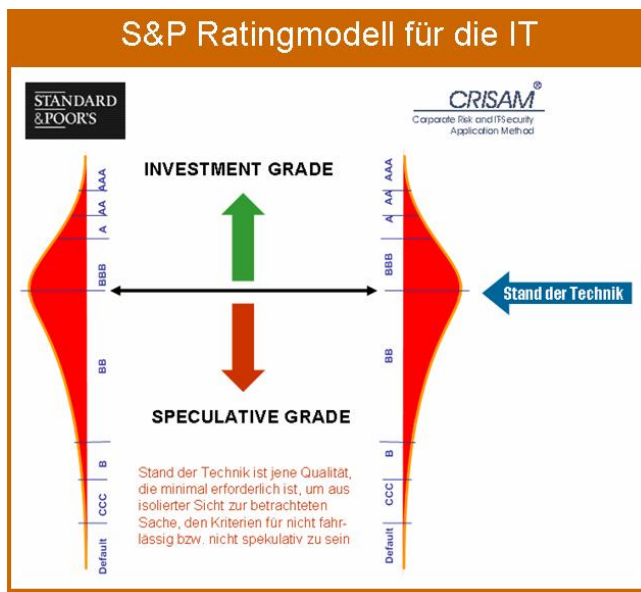 S&P Ratingmodell für die IT
STANDARD
&POOR'S
CRISAM®
Corporate Risk and ITSecurity
Application Method
INVESTMENT GRADE
AAA
AA
A
BBB
BB
B
CCC
Default
AAA
AA
A
BBB
BB
B
CCC
Default
Stand der Technik
SPECULATIVE GRADE
Stand der Technik ist jene Qualität,
die minimal erforderlich ist, um aus
isolierter Sicht zur betrachteten
Sache, den Kriterien für nicht fahr-
lässig bzw. nicht spekulativ zu sein